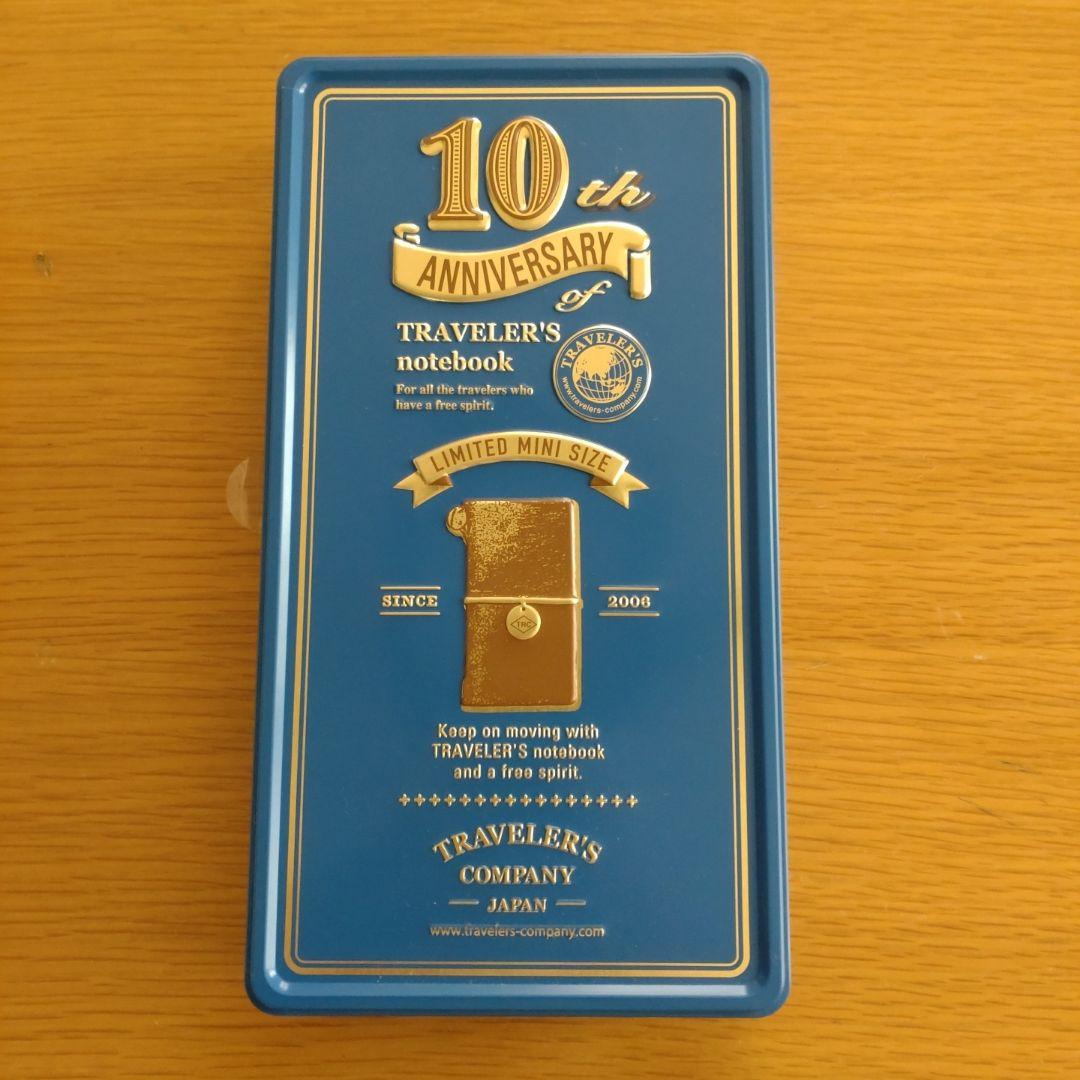 10th
ANNIVERSARY
of
TRAVELER'S
notebook
For all the travelers who
have a free spirit.
TRAVELER'S
www.travelers-company.com
LIMITED MINI SIZE
SINCE
2006
TRC
Keep on moving with
TRAVELER'S notebook
and a free spirit.
TRAVELER'S
COMPANY
JAPAN
www.travelers-company.com